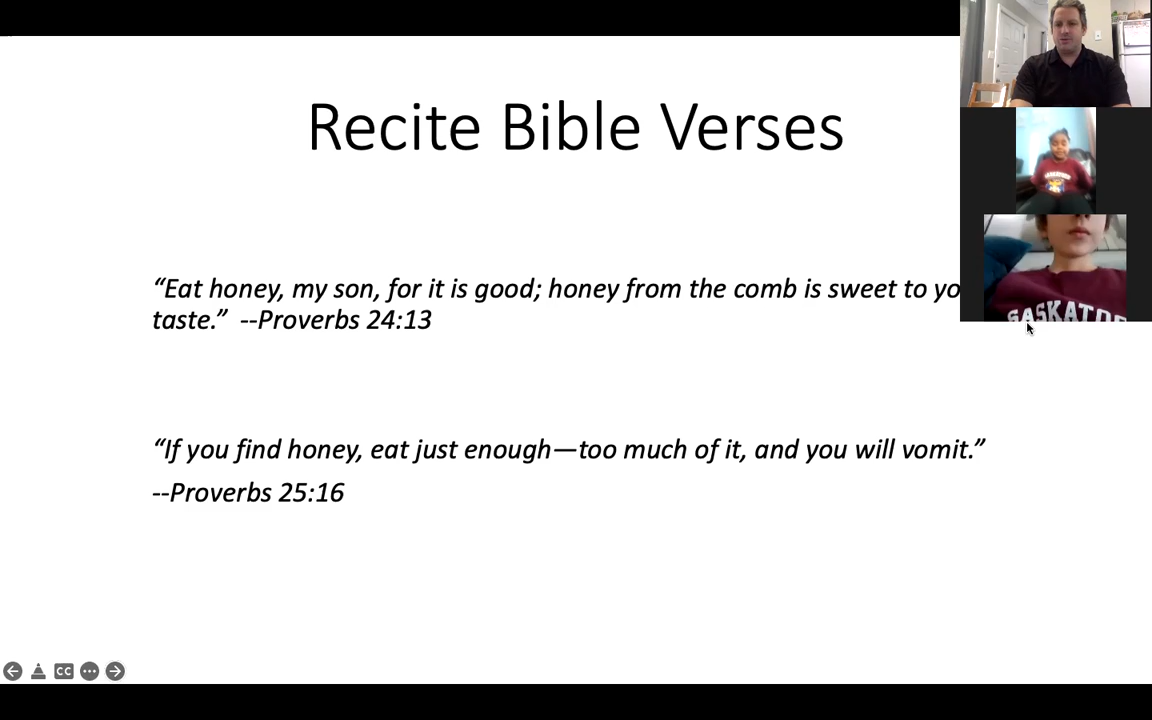 Recite Bible Verses
“Eat honey, my son, for it is good; honey from the comb is sweet to yo
taste.” --Proverbs 24:13
SASKATO
“If you find honey, eat just enough—too much of it, and you will vomit.”
--Proverbs 25:16
CC